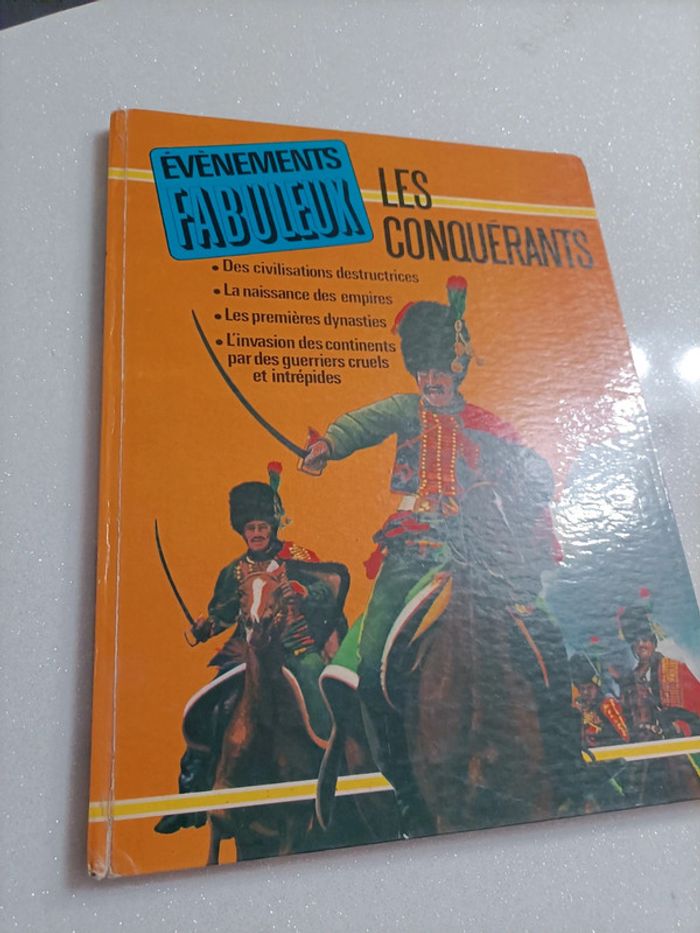 ÉVÈNEMENTS
FABULEUX
LES
CONQUÉRANTS
• Des civilisations destructrices
• La naissance des empires
• Les premières dynasties
• L'invasion des continents
par des guerriers cruels
et intrépides